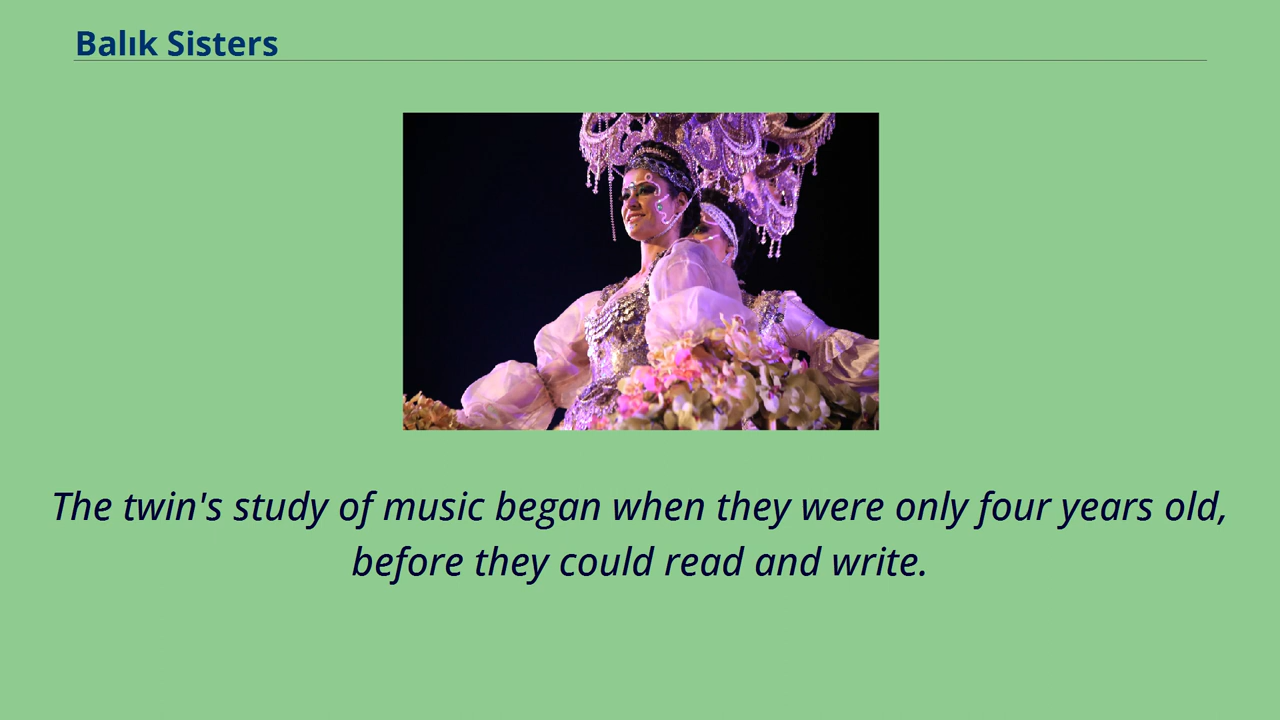 Balık Sisters
The twin's study of music began when they were only four years old,
before they could read and write.